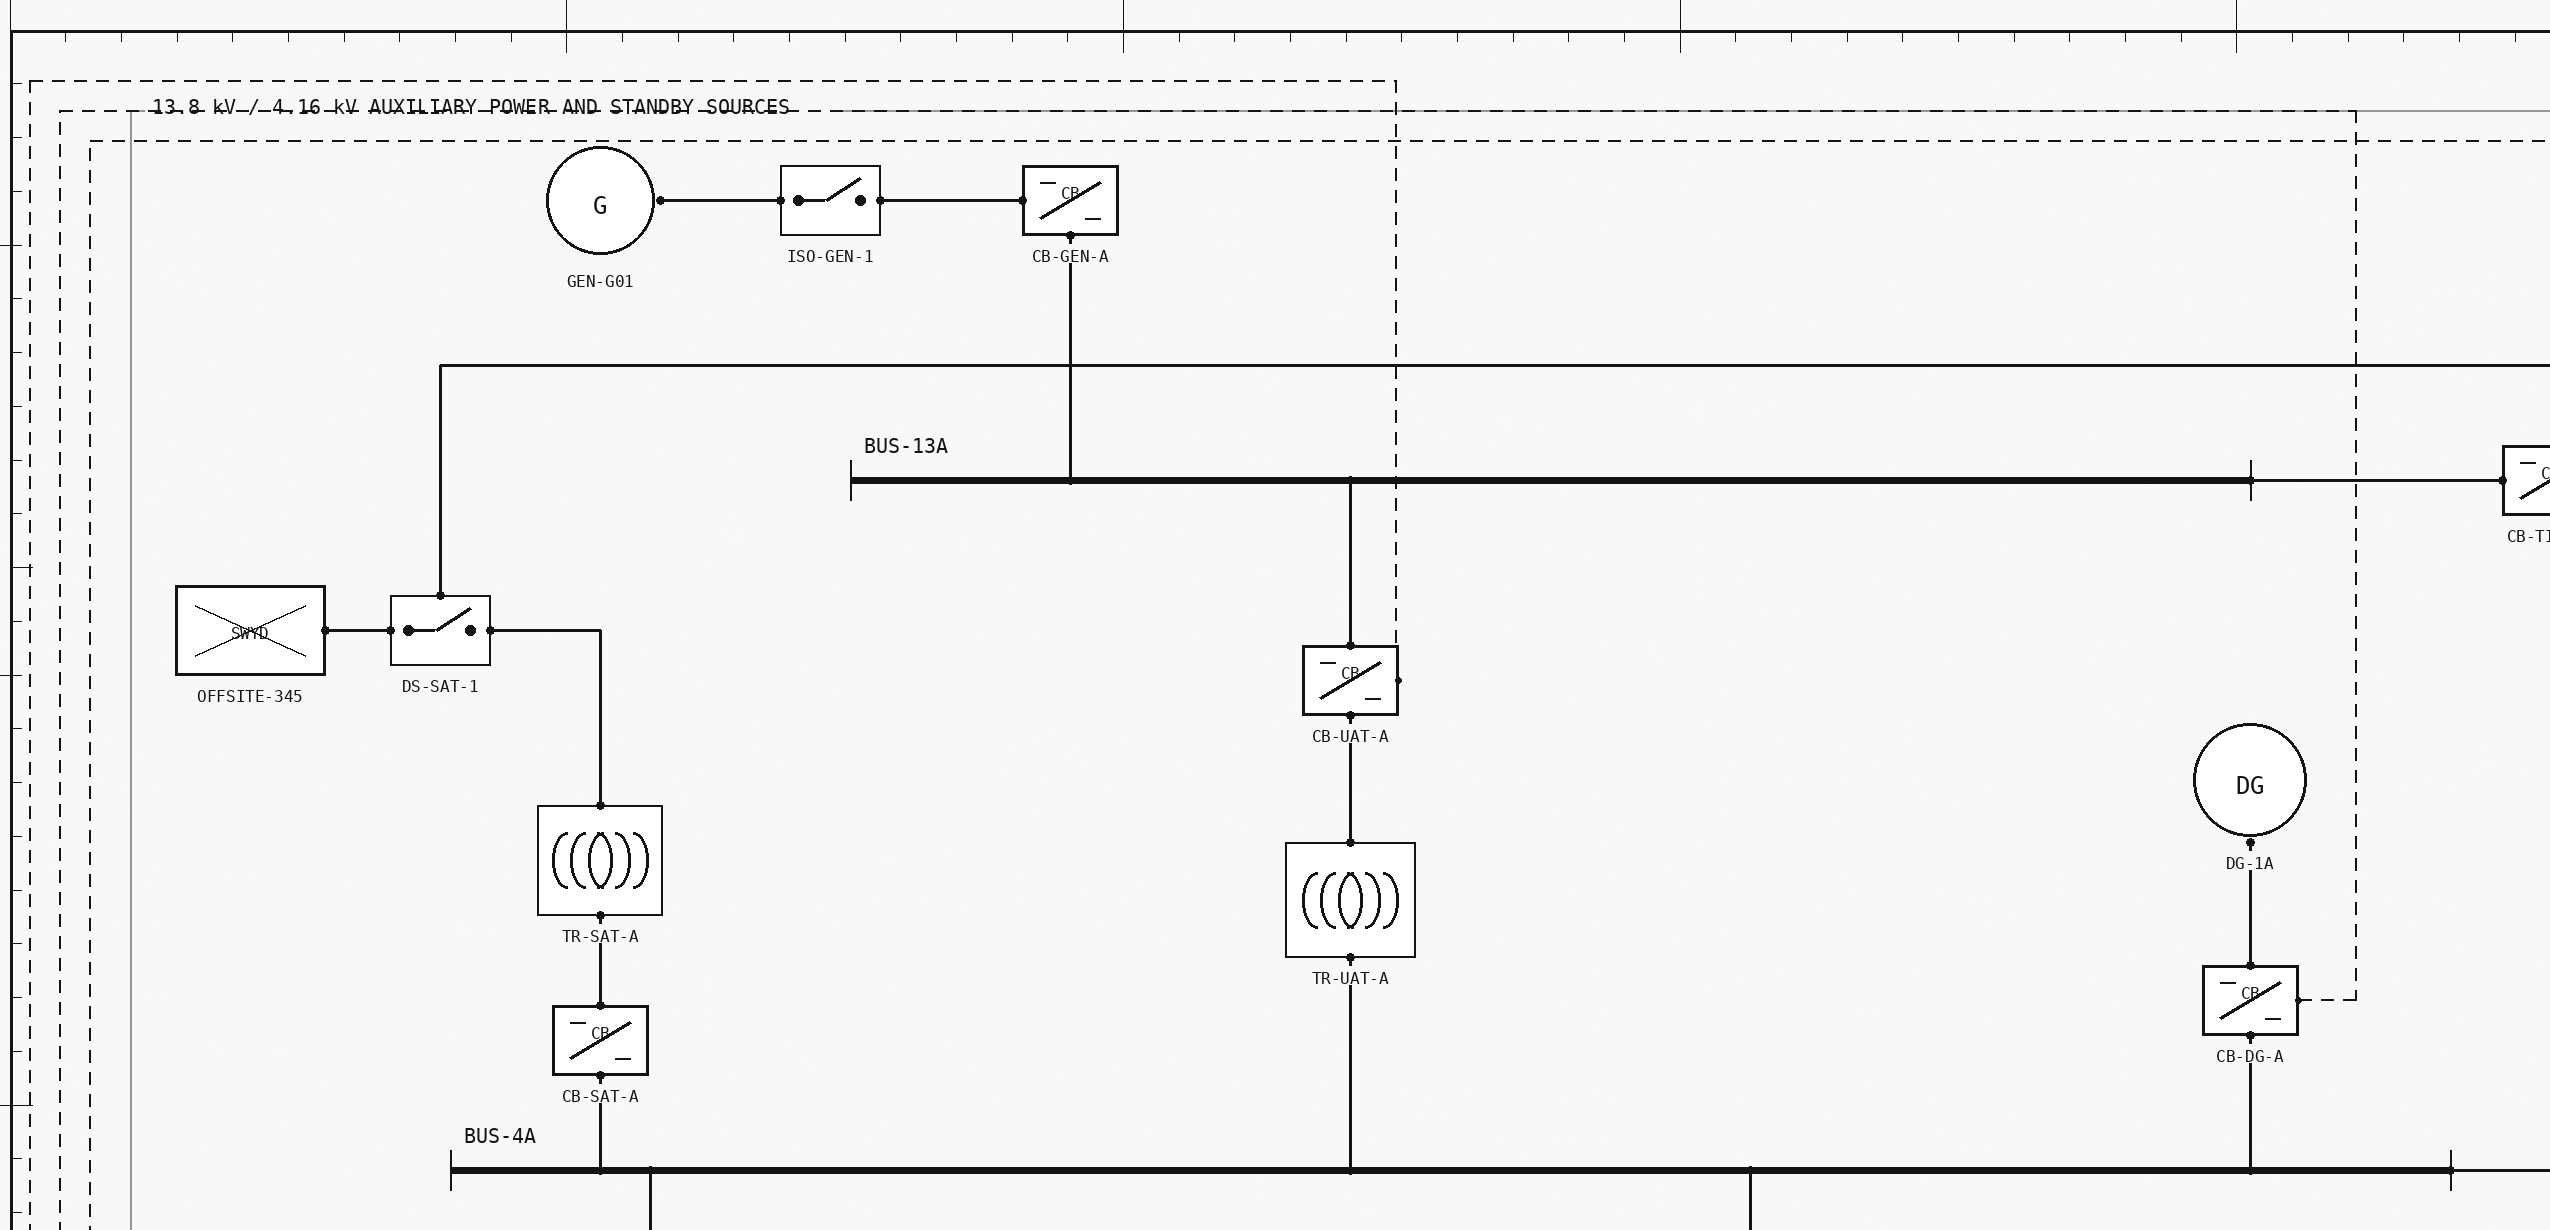 13.8 kV / 4.16 kV AUXILIARY POWER AND STANDBY SOURCES
G
CB
ISO-GEN-1
CB-GEN-A
GEN-G01
BUS-13A
C
CB-TI
SWYD
DS-SAT-1
OFFSITE-345
CB
CB-UAT-A
DG
DG-1A
TR-SAT-A
TR-UAT-A
CB
CB-DG-A
CB
CB-SAT-A
BUS-4A